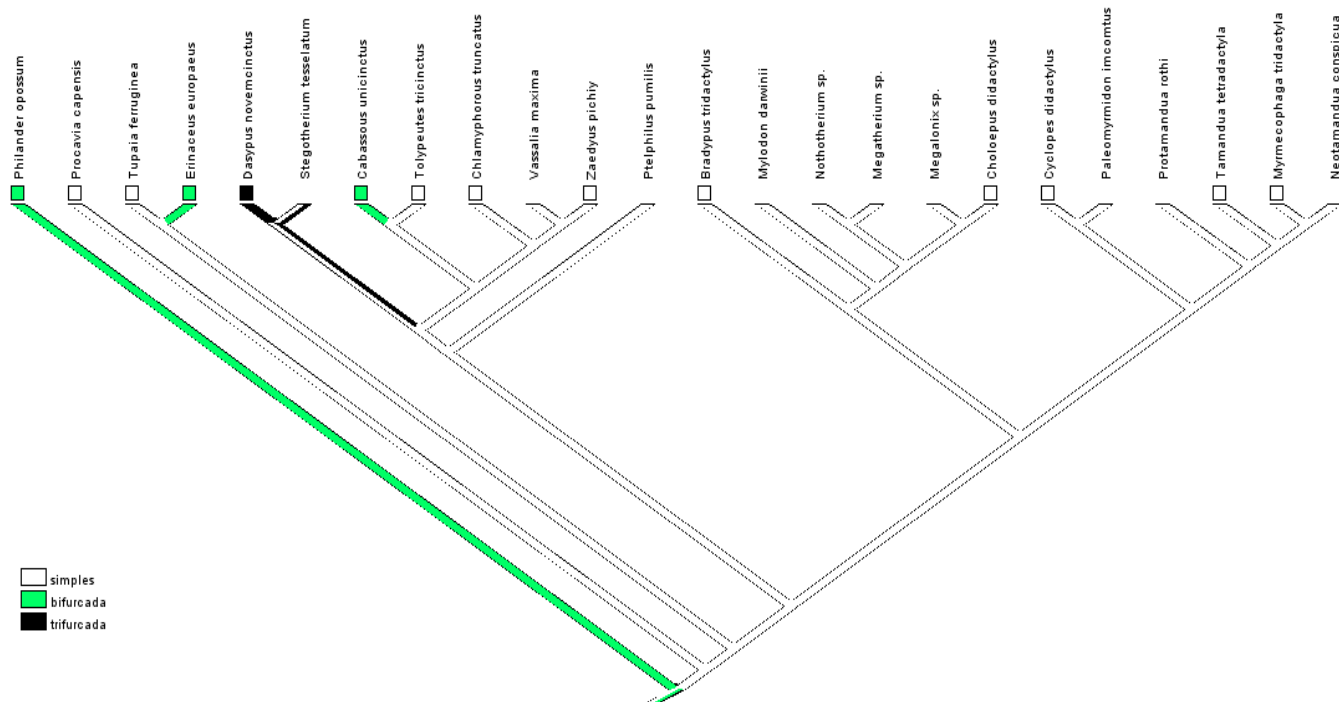 Philander opossum
Procavia capensis
Tupaia ferruginea
Erinaceus europaeus
Dasypus novemcinctus
Stegotherium tesselatum
Cabassous unicinctus
Tolypeutes tricinctus
Chlamyphorous truncatus
Vassalia maxima
Zaedyus pichiy
Ptelphilus pumilis
Bradypus tridactylus
Mylodon darwinii
Nothotherium sp.
Megatherium sp.
Megalonix sp.
Choloepus didactylus
Cyclopes didactylus
Paleomyrmidon imcomtus
Protamandua rothi
Tamandua tetradactyla
Myrmecophaga tridactyla
Neotamandua conspicua
simples
bifurcada
trifurcada